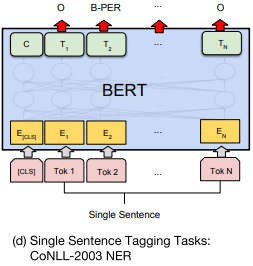 O B-PER ... O
C T1 T2 ... TN
BERT
E[CLS] E1 E2 ... EN
[CLS] Tok 1 Tok 2 ... Tok N
Single Sentence
(d) Single Sentence Tagging Tasks:
CoNLL-2003 NER